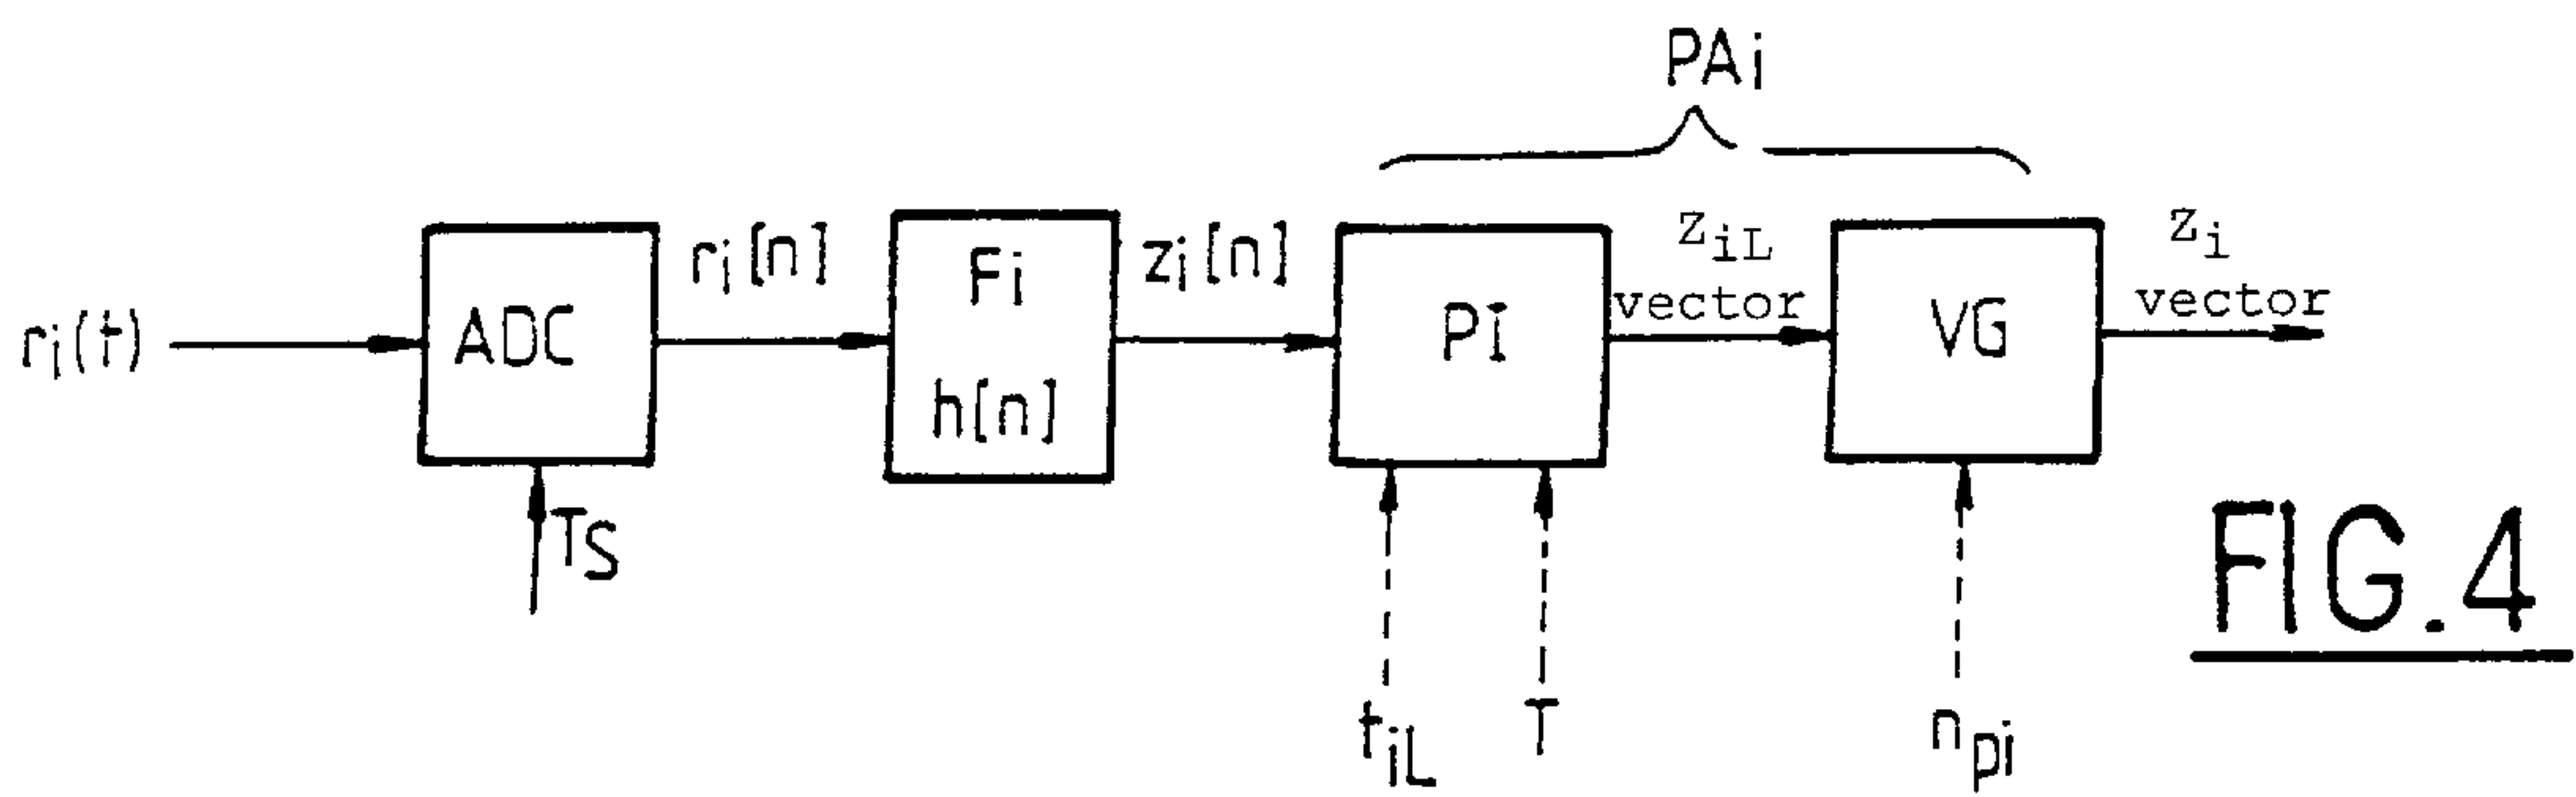 PAi
ri(t)
ADC
ri[n]
Fi
h[n]
zi[n]
PI
ZiL
vector
VG
Zi
vector
TS
tiL
T
npi
FIG.4